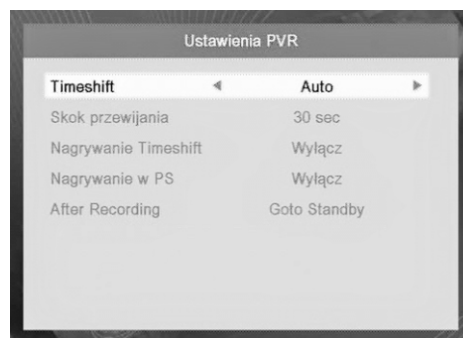 Ustawienia PVR
Timeshift Auto
Skok przewijania 30 sec
Nagrywanie Timeshift Wyłącz
Nagrywanie w PS Wyłącz
After Recording Goto Standby